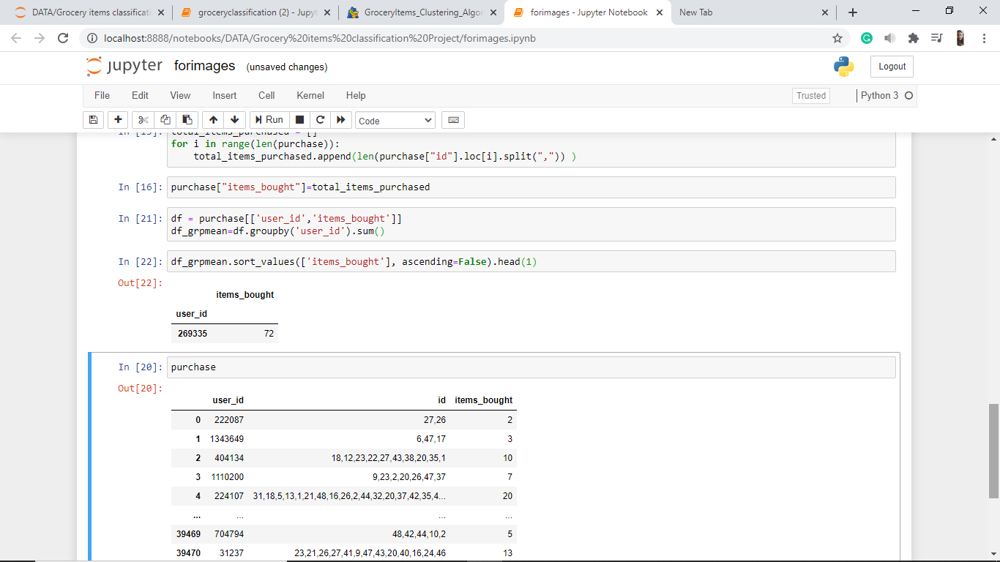 DATA/Grocery items classificati
groceryclassification (2) - Jupyt
GroceryItems_Clustering_Algor
forimages - Jupyter Notebook
New Tab
localhost:8888/notebooks/DATA/Grocery%20items%20classification%20Project/forimages.ipynb
jupyter forimages (unsaved changes)
Logout
File Edit View Insert Cell Kernel Help
Trusted
Python 3
Run
Code
In [15]: total_items_purchased = []
for i in range(len(purchase)):
    total_items_purchased.append(len(purchase["id"].loc[i].split(",")) )
In [16]: purchase["items_bought"]=total_items_purchased
In [21]: df = purchase[['user_id','items_bought']]
df_grpmean=df.groupby('user_id').sum()
In [22]: df_grpmean.sort_values(['items_bought'], ascending=False).head(1)
Out[22]:
items_bought
user_id
269335 72
In [20]: purchase
Out[20]:
user_id id items_bought
0 222087 27,26 2
1 1343649 6,47,17 3
2 404134 18,12,23,22,27,43,38,20,35,1 10
3 1110200 9,23,2,20,26,47,37 7
4 224107 31,18,5,13,1,21,48,16,26,2,44,32,20,37,42,35,4... 20
... ... ... ...
39469 704794 48,42,44,10,2 5
39470 31237 23,21,26,27,41,9,47,43,20,40,16,24,46 13